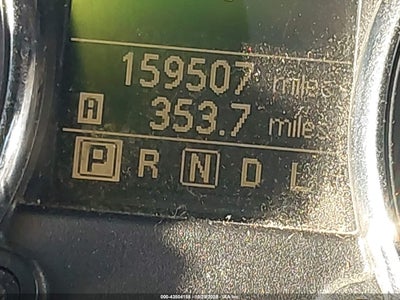 159507 miles
A 353.7 miles
P R N D L